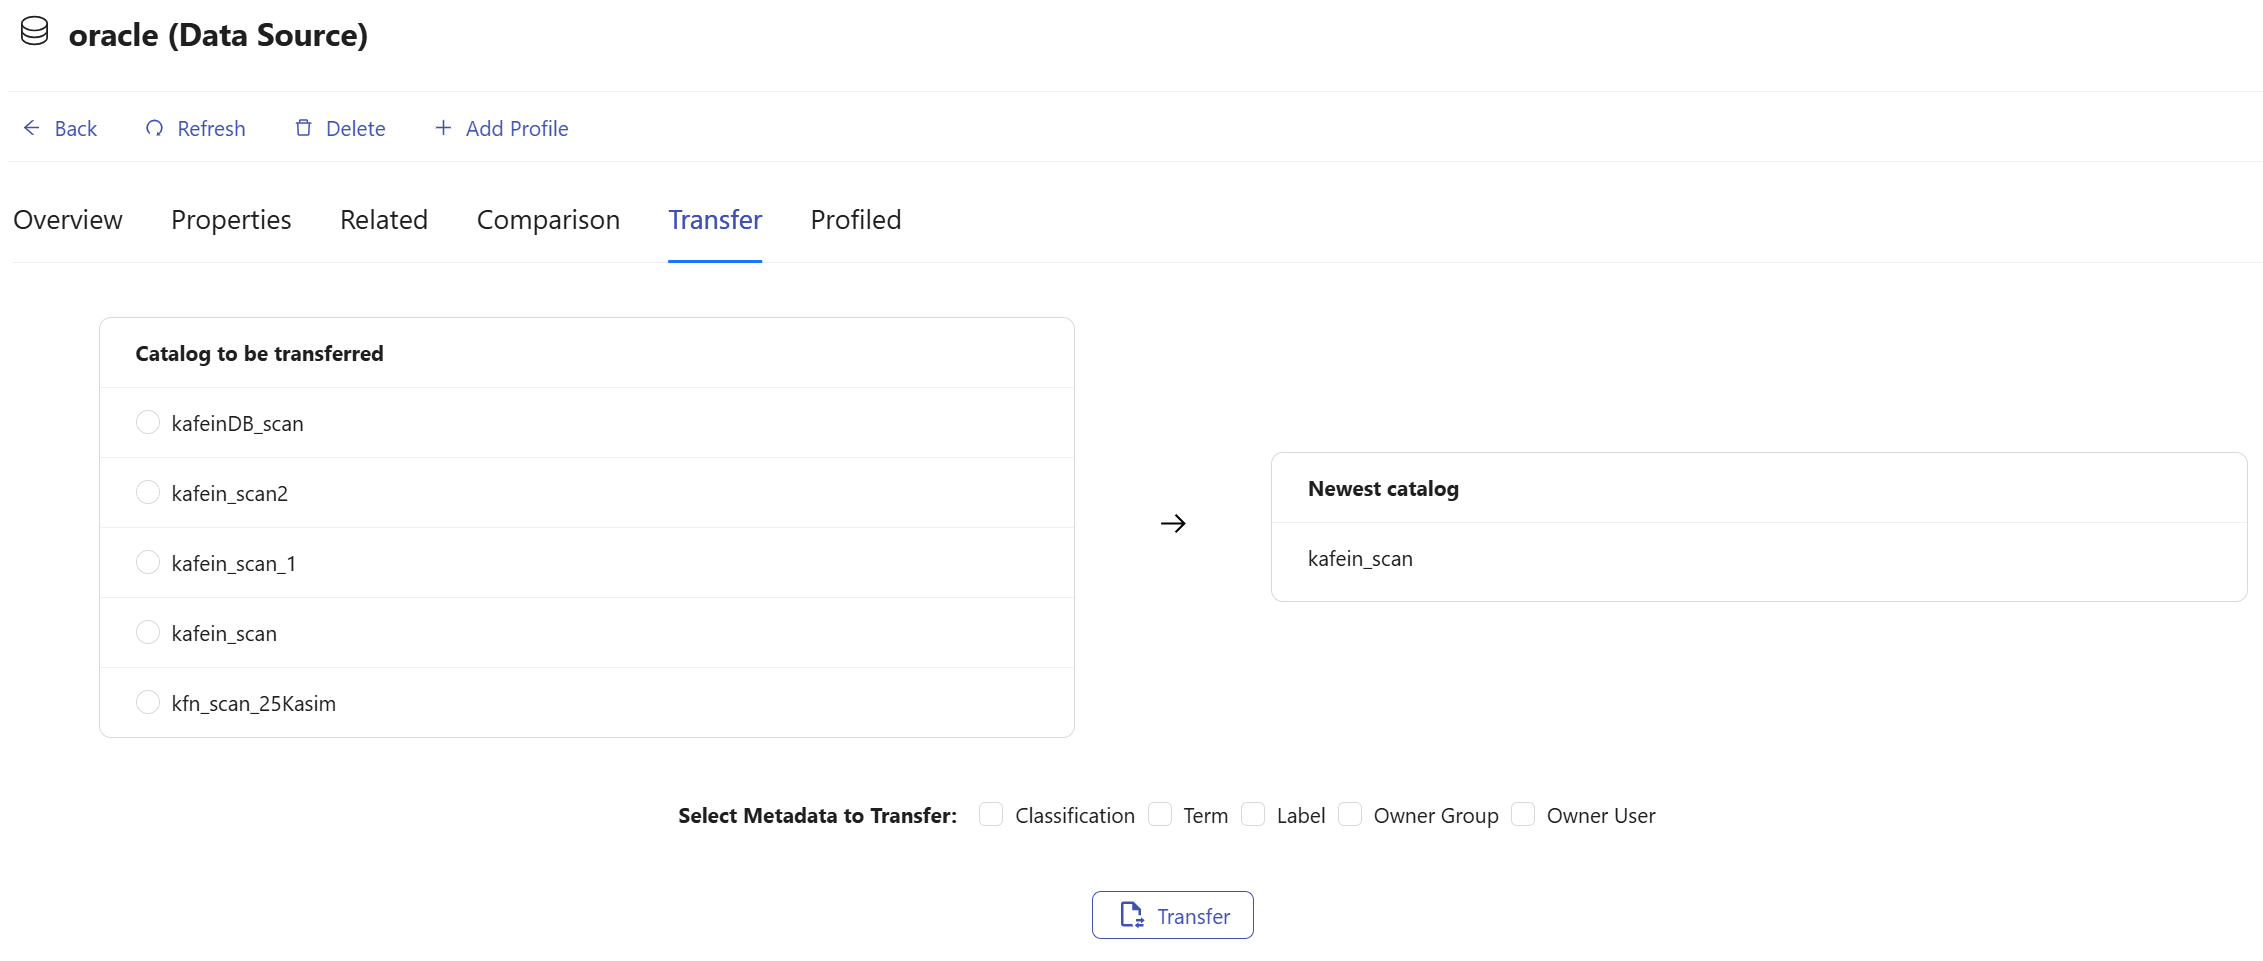 oracle (Data Source)
Back Refresh Delete Add Profile
Overview Properties Related Comparison Transfer Profiled
Catalog to be transferred
kafeinDB_scan
kafein_scan2
kafein_scan_1
kafein_scan
kfn_scan_25Kasim
Newest catalog
kafein_scan
Select Metadata to Transfer: Classification Term Label Owner Group Owner User
Transfer